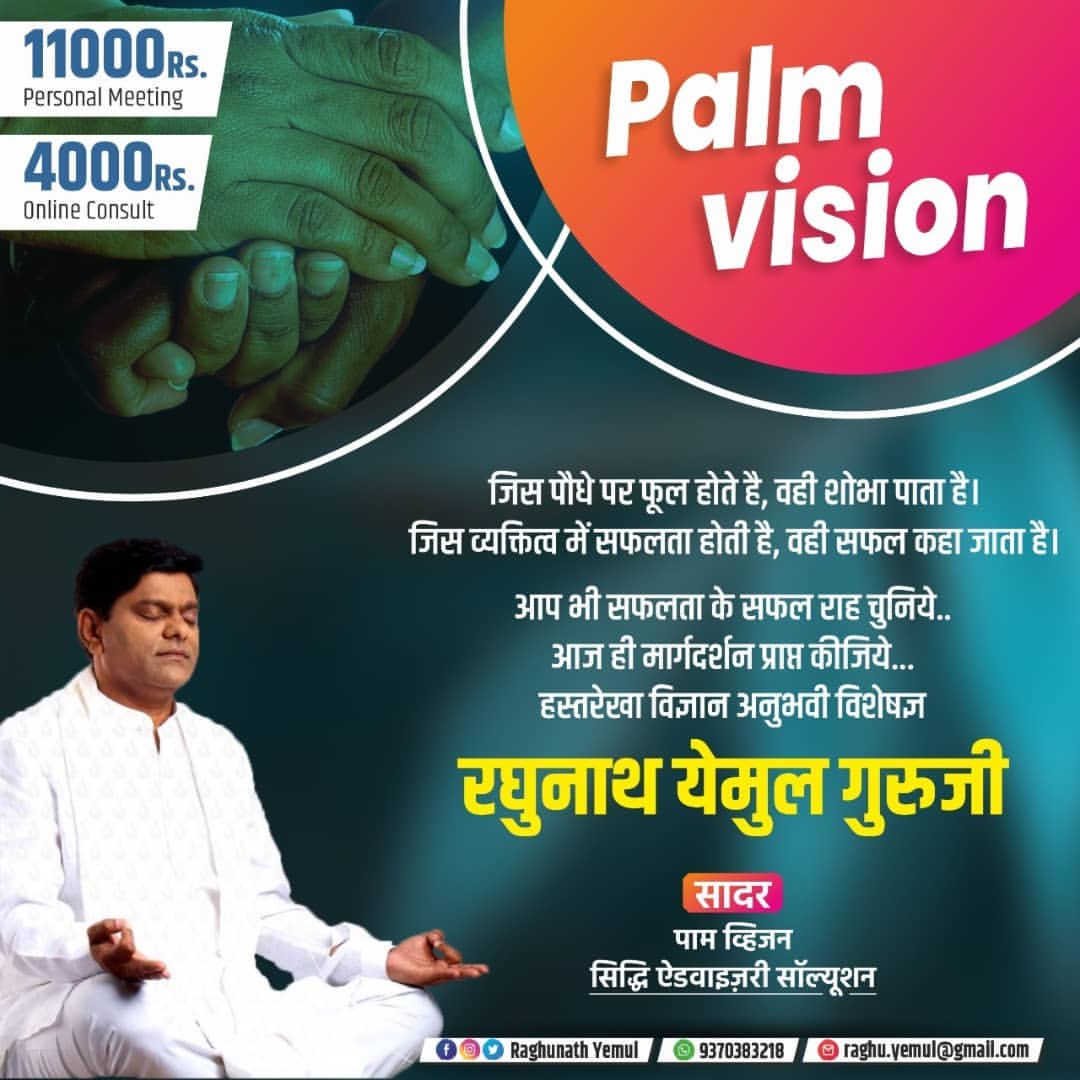 11000Rs.
Personal Meeting
4000Rs.
Online Consult
Palm
vision
जिस पौधे पर फूल होते है, वही शोभा पाता है।
जिस व्यक्तित्व में सफलता होती है, वही सफल कहा जाता है।
आप भी सफलता के सफल राह चुनिये..
आज ही मार्गदर्शन प्राप्त कीजिये...
हस्तरेखा विज्ञान अनुभवी विशेषज्ञ
रघुनाथ येमुल गुरुजी
सादर
पाम व्हिजन
सिद्धि ऐडवाइज़री सॉल्यूशन
Raghunath Yemul 9370383218 raghu.yemul@gmail.com